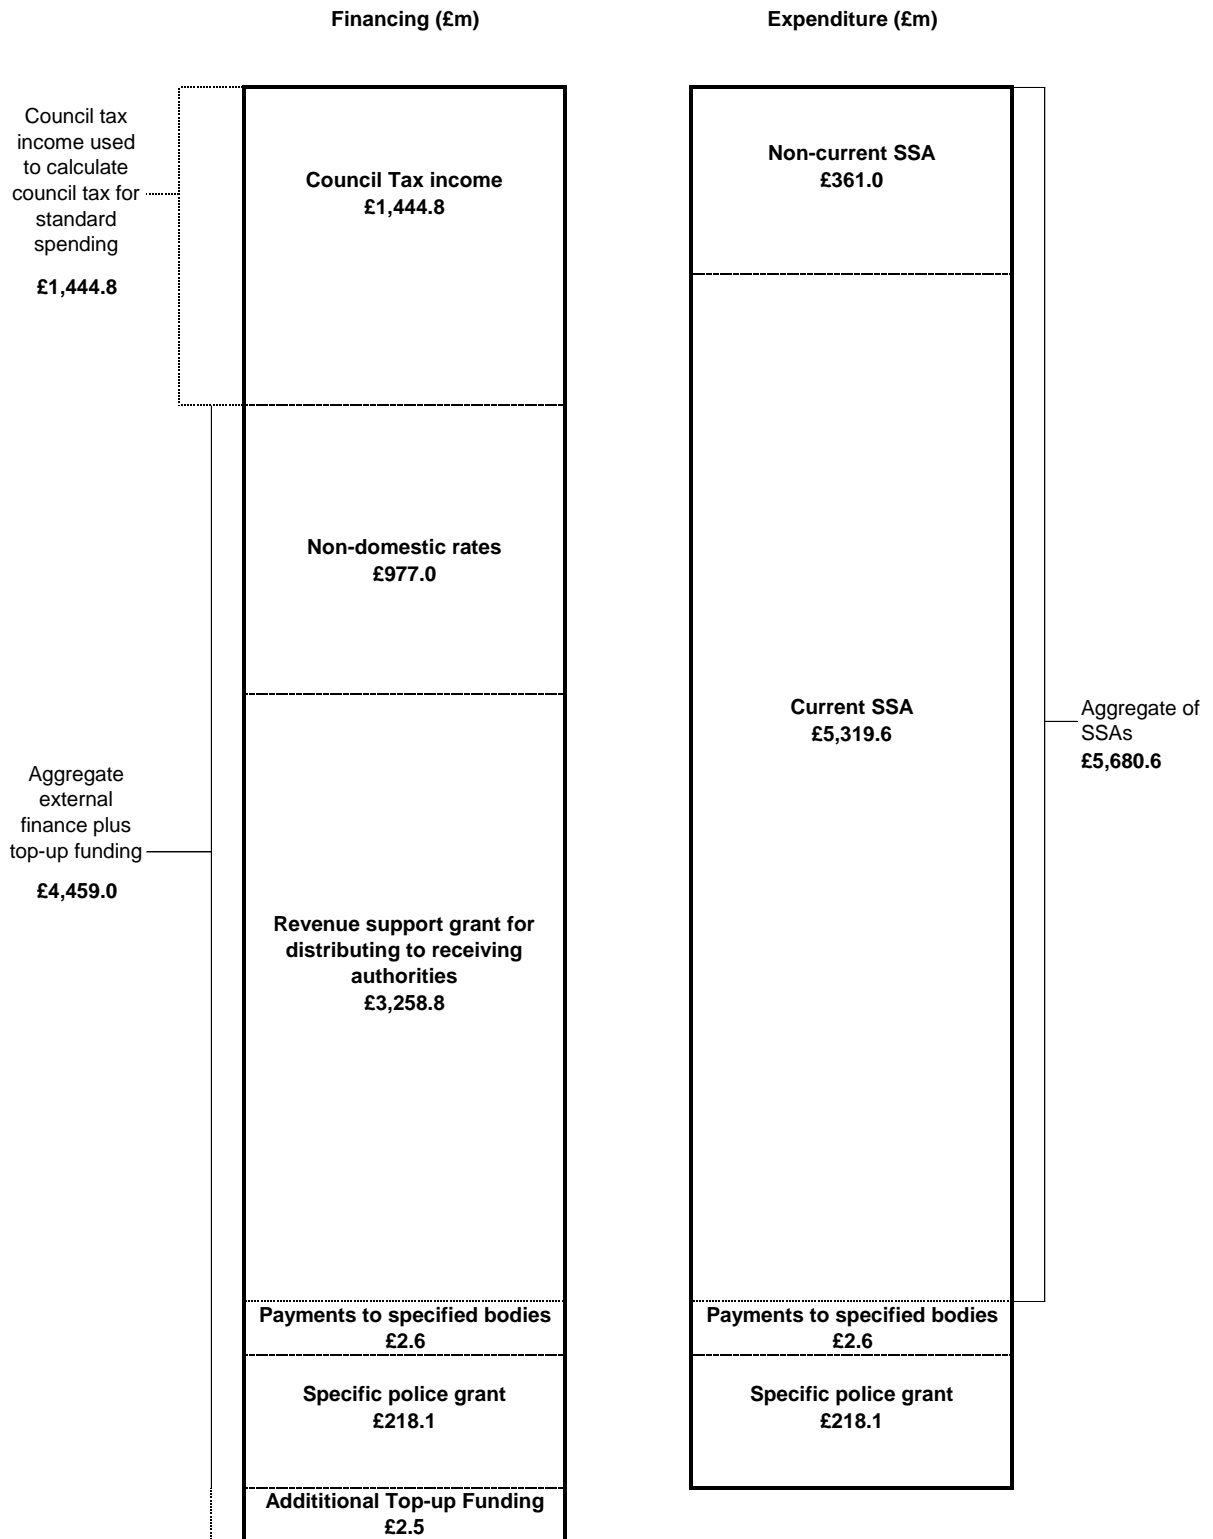 Financing (£m)
Expenditure (£m)
Council tax
income used
to calculate
council tax for
standard
spending
£1,444.8
Council Tax income
£1,444.8
Non-current SSA
£361.0
Non-domestic rates
£977.0
Current SSA
£5,319.6
Aggregate of
SSAs
£5,680.6
Aggregate
external
finance plus
top-up funding
£4,459.0
Revenue support grant for
distributing to receiving
authorities
£3,258.8
Payments to specified bodies
£2.6
Payments to specified bodies
£2.6
Specific police grant
£218.1
Specific police grant
£218.1
Addititional Top-up Funding
£2.5